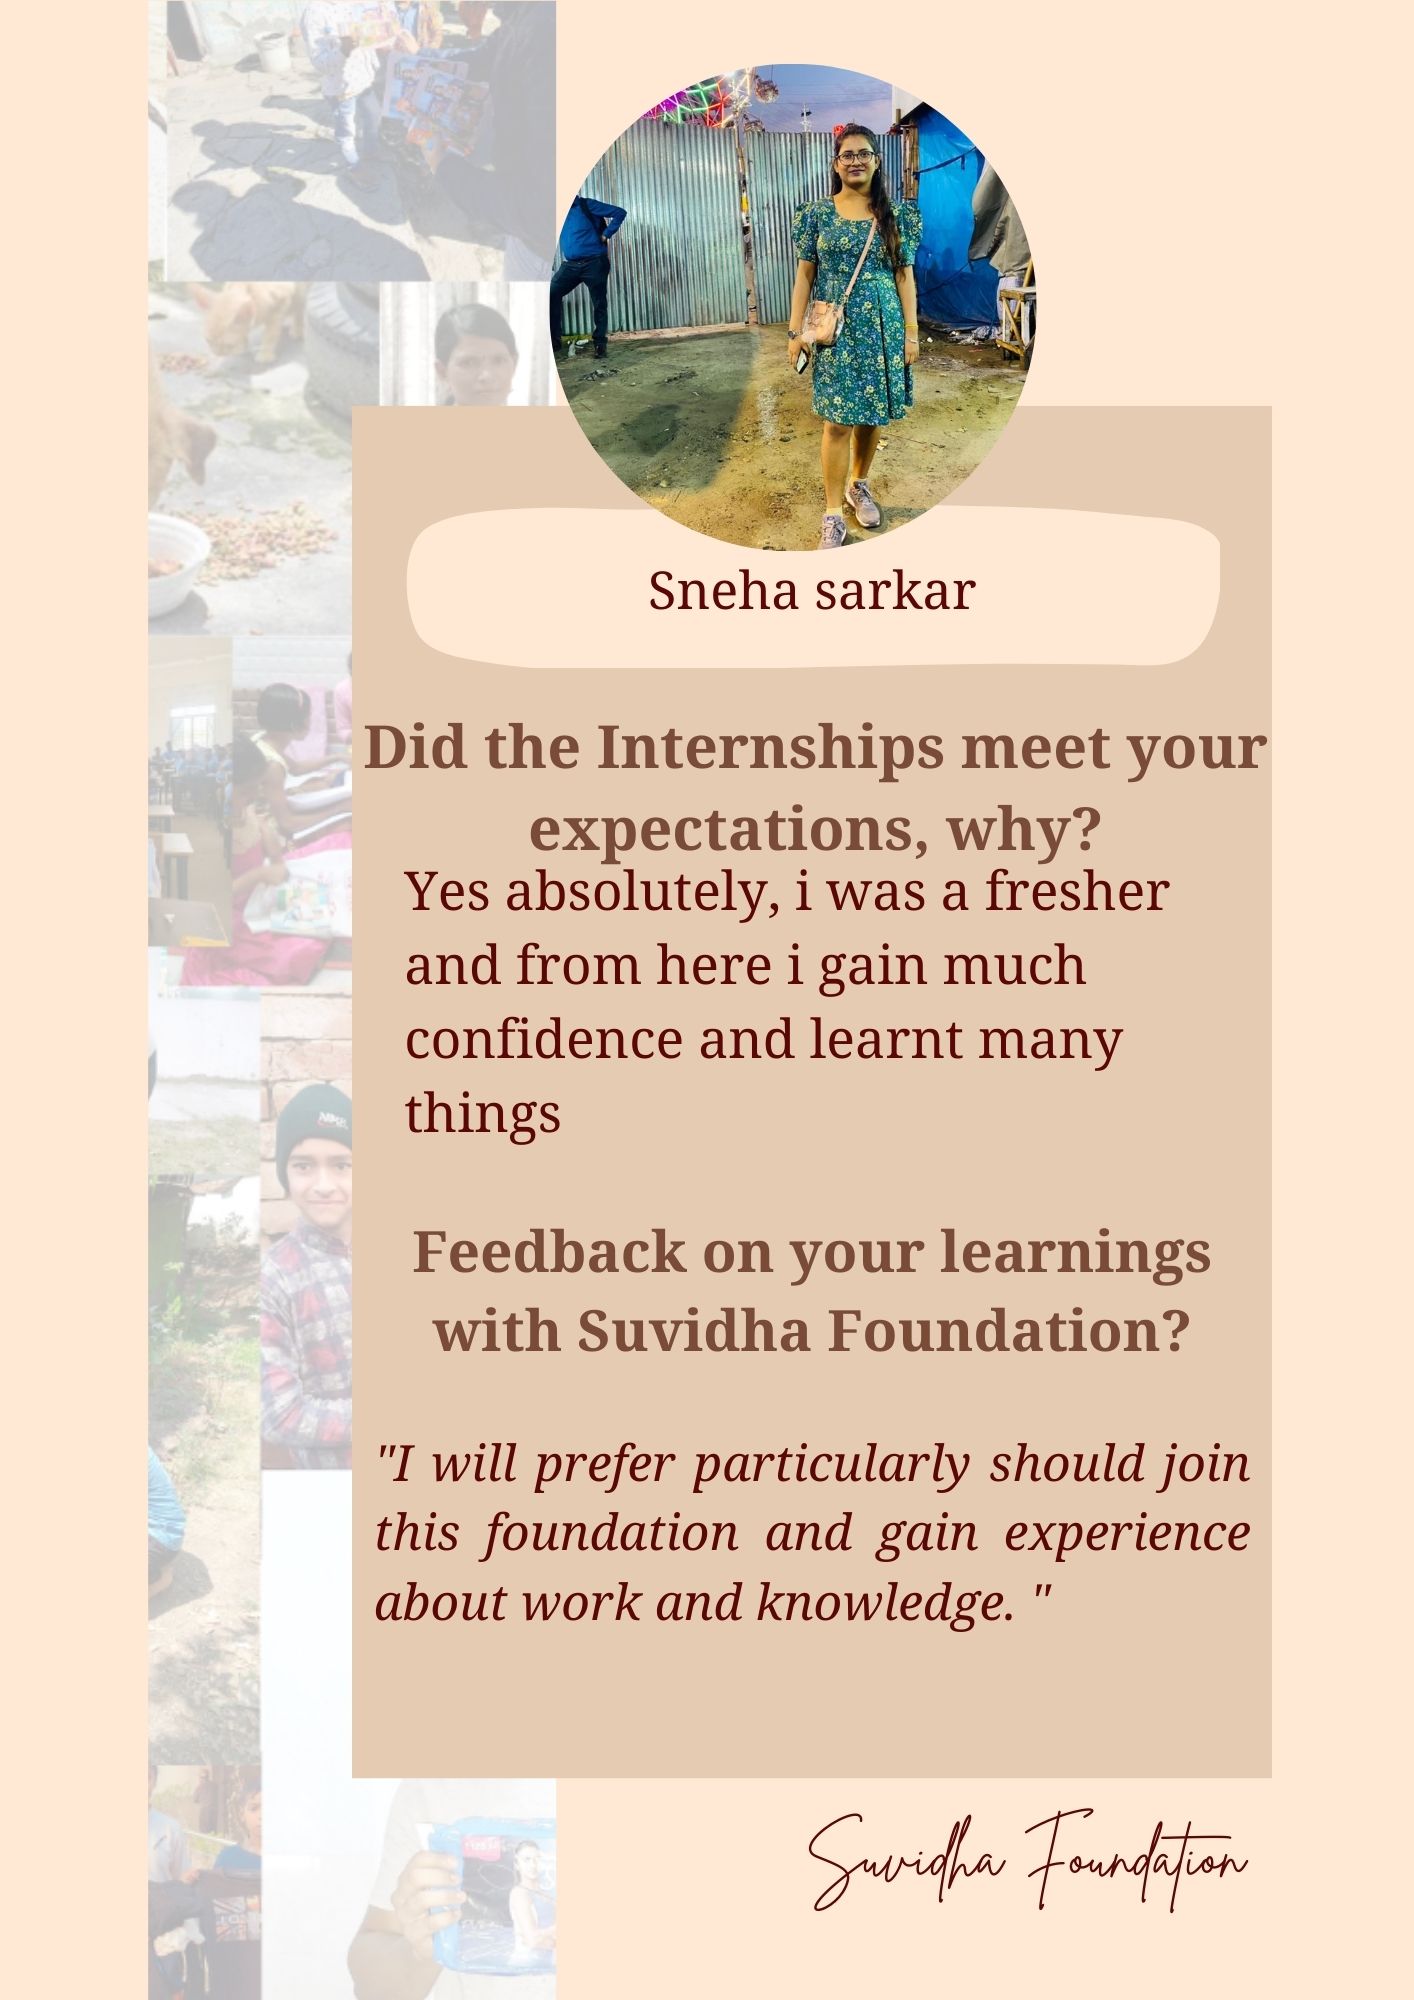 Sneha sarkar
Did the Internships meet your
expectations, why?
Yes absolutely, i was a fresher
and from here i gain much
confidence and learnt many
things
Feedback on your learnings
with Suvidha Foundation?
"I will prefer particularly should join
this foundation and gain experience
about work and knowledge. "
Suvidha Foundation